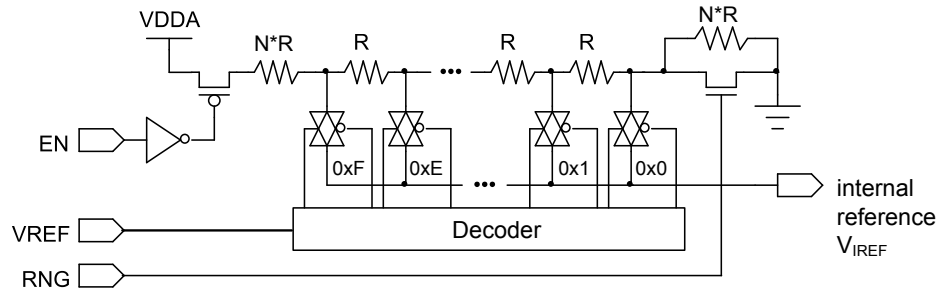 VDDA
N*R
R
R
R
N*R
EN
0xF
0xE
0x1
0x0
internal
reference
VIREF
VREF
Decoder
RNG